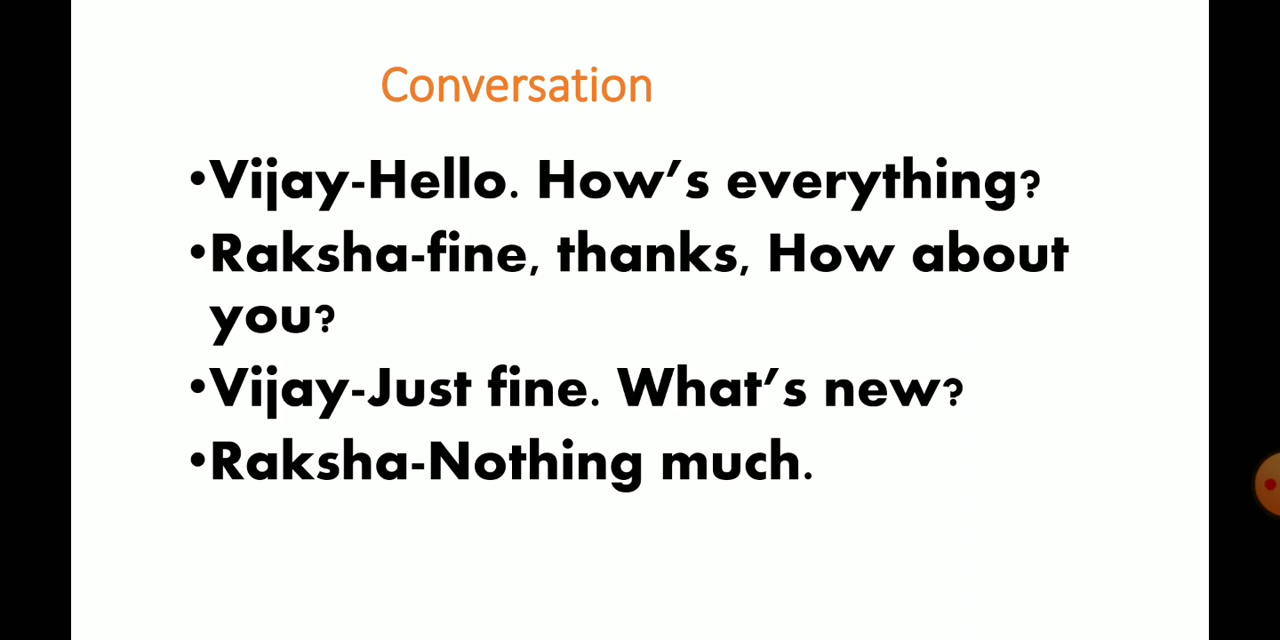 Conversation
•Vijay-Hello. How’s everything?
•Raksha-fine, thanks, How about
you?
•Vijay-Just fine. What’s new?
•Raksha-Nothing much.